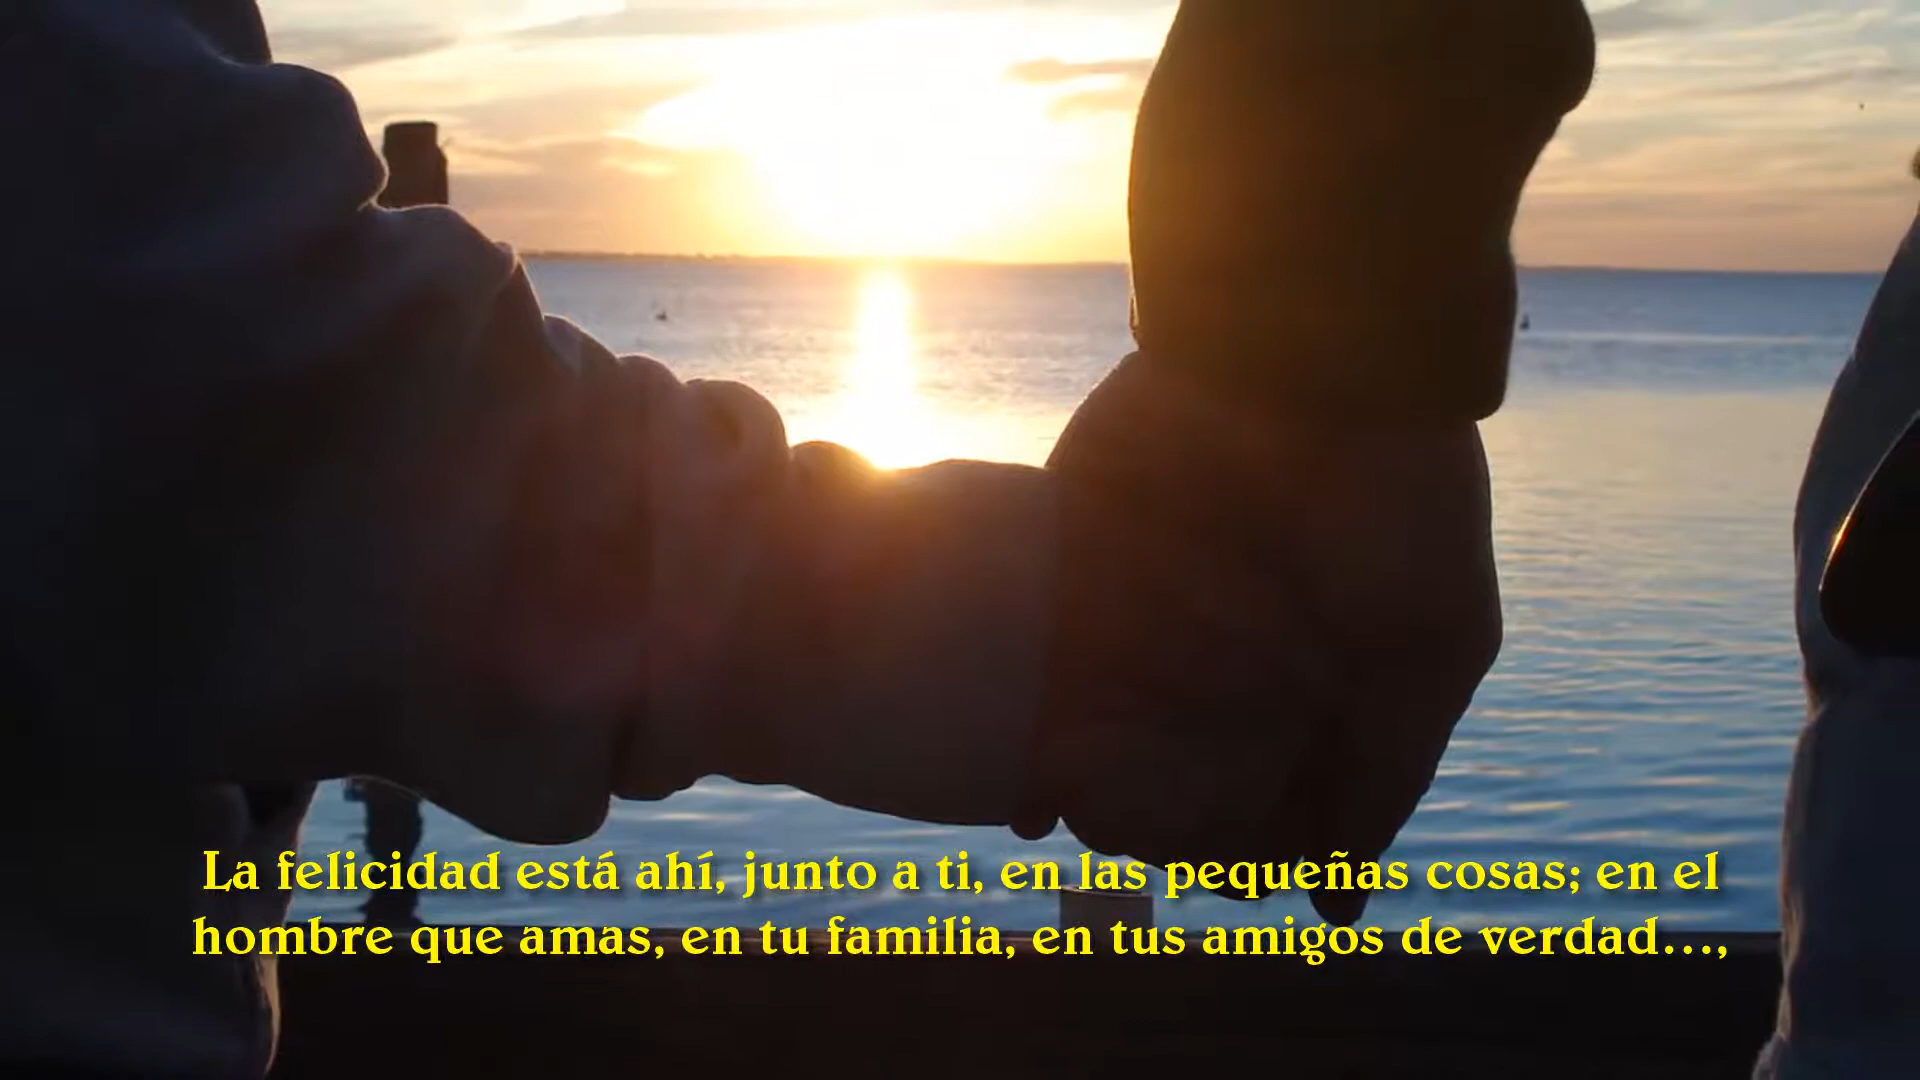 La felicidad está ahí, junto a ti, en las pequeñas cosas; en el
hombre que amas, en tu familia, en tus amigos de verdad…,